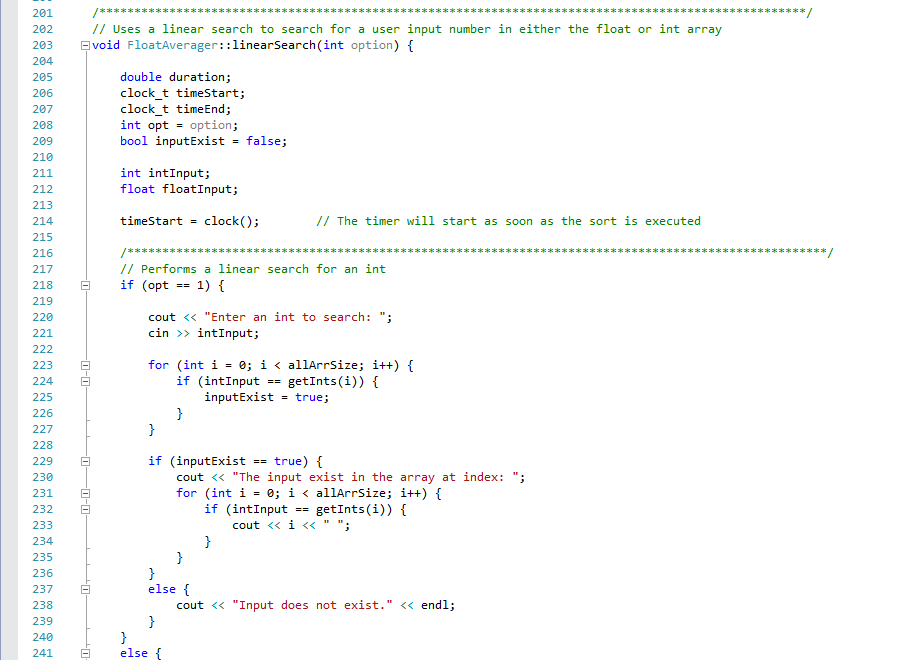 201 /*****************************************************************************************************/
202 // Uses a linear search to search for a user input number in either the float or int array
203 void FloatAverager::linearSearch(int option) {
204
205 double duration;
206 clock_t timeStart;
207 clock_t timeEnd;
208 int opt = option;
209 bool inputExist = false;
210
211 int intInput;
212 float floatInput;
213
214 timeStart = clock(); // The timer will start as soon as the sort is executed
215
216 /****************************************************************************************************/
217 // Performs a linear search for an int
218 if (opt == 1) {
219
220 cout << "Enter an int to search: ";
221 cin >> intInput;
222
223 for (int i = 0; i < allArrSize; i++) {
224 if (intInput == getInts(i)) {
225 inputExist = true;
226 }
227 }
228
229 if (inputExist == true) {
230 cout << "The input exist in the array at index: ";
231 for (int i = 0; i < allArrSize; i++) {
232 if (intInput == getInts(i)) {
233 cout << i << " ";
234 }
235 }
236 }
237 else {
238 cout << "Input does not exist." << endl;
239 }
240 }
241 else {